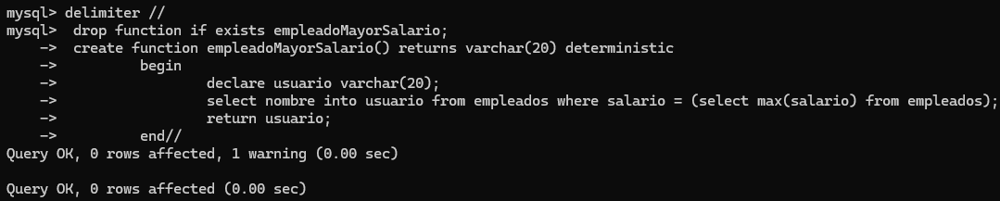 mysql> delimiter //
mysql>  drop function if exists empleadoMayorSalario;
    ->  create function empleadoMayorSalario() returns varchar(20) deterministic
    ->          begin
    ->                  declare usuario varchar(20);
    ->                  select nombre into usuario from empleados where salario = (select max(salario) from empleados);
    ->                  return usuario;
    ->          end//
Query OK, 0 rows affected, 1 warning (0.00 sec)

Query OK, 0 rows affected (0.00 sec)